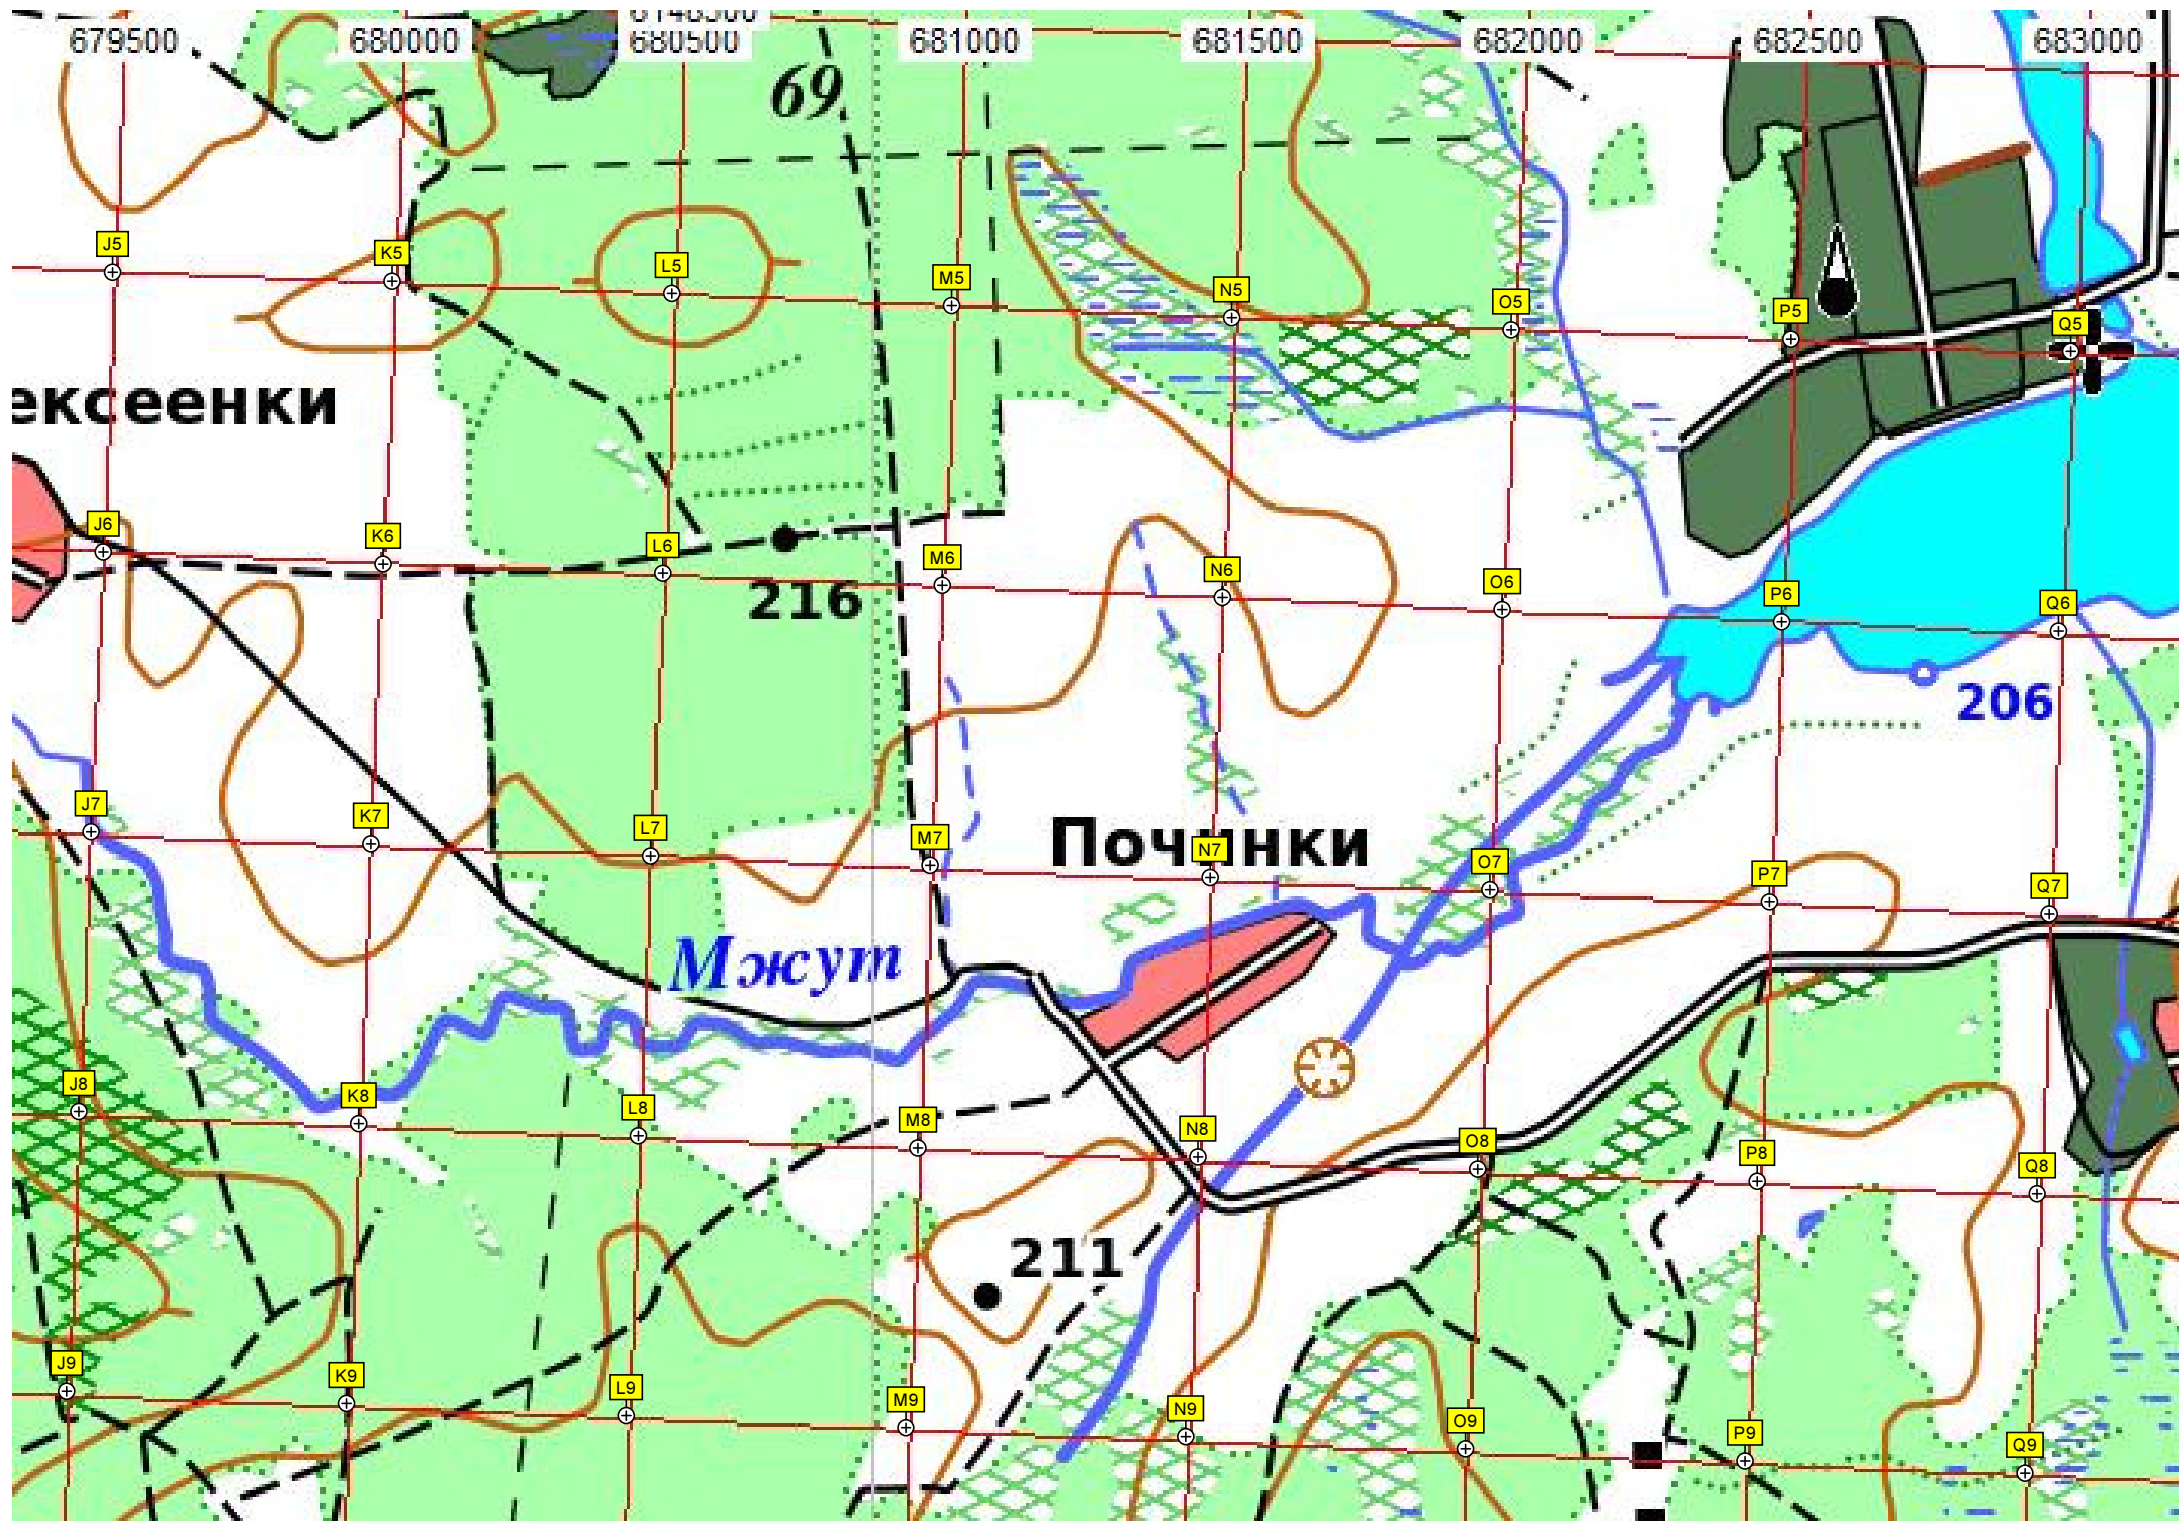 6148500
679500 680000 680500 681000 681500 682000 682500 683000
69
J5 K5 L5 M5 N5 O5 P5 Q5
ексеенки
J6 K6 L6 M6 N6 O6 P6 Q6
216
206
J7 K7 L7 M7 N7 O7 P7 Q7
Починки
Мжут
J8 K8 L8 M8 N8 O8 P8 Q8
211
J9 K9 L9 M9 N9 O9 P9 Q9